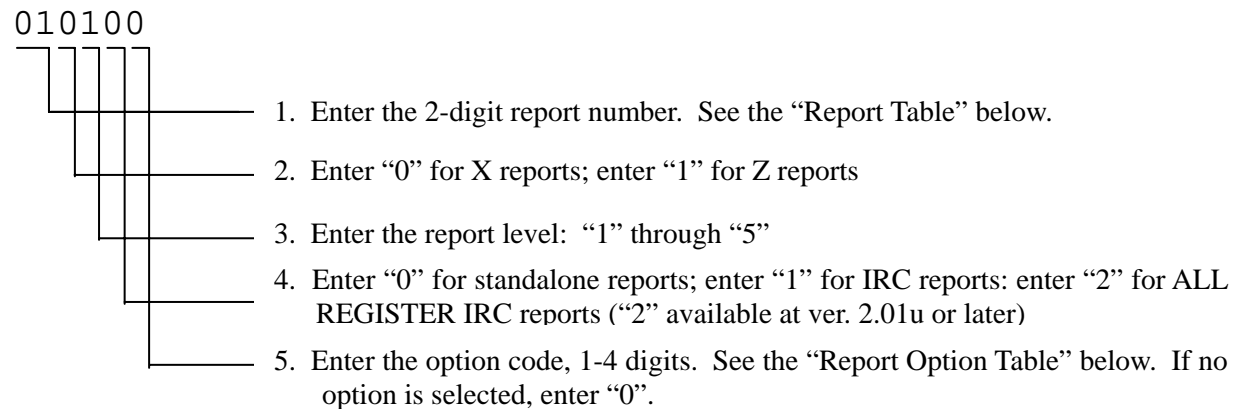 010100
1. Enter the 2-digit report number. See the “Report Table” below.
2. Enter “0” for X reports; enter “1” for Z reports
3. Enter the report level: “1” through “5”
4. Enter “0” for standalone reports; enter “1” for IRC reports: enter “2” for ALL
REGISTER IRC reports (“2” available at ver. 2.01u or later)
5. Enter the option code, 1-4 digits. See the “Report Option Table” below. If no
option is selected, enter “0”.